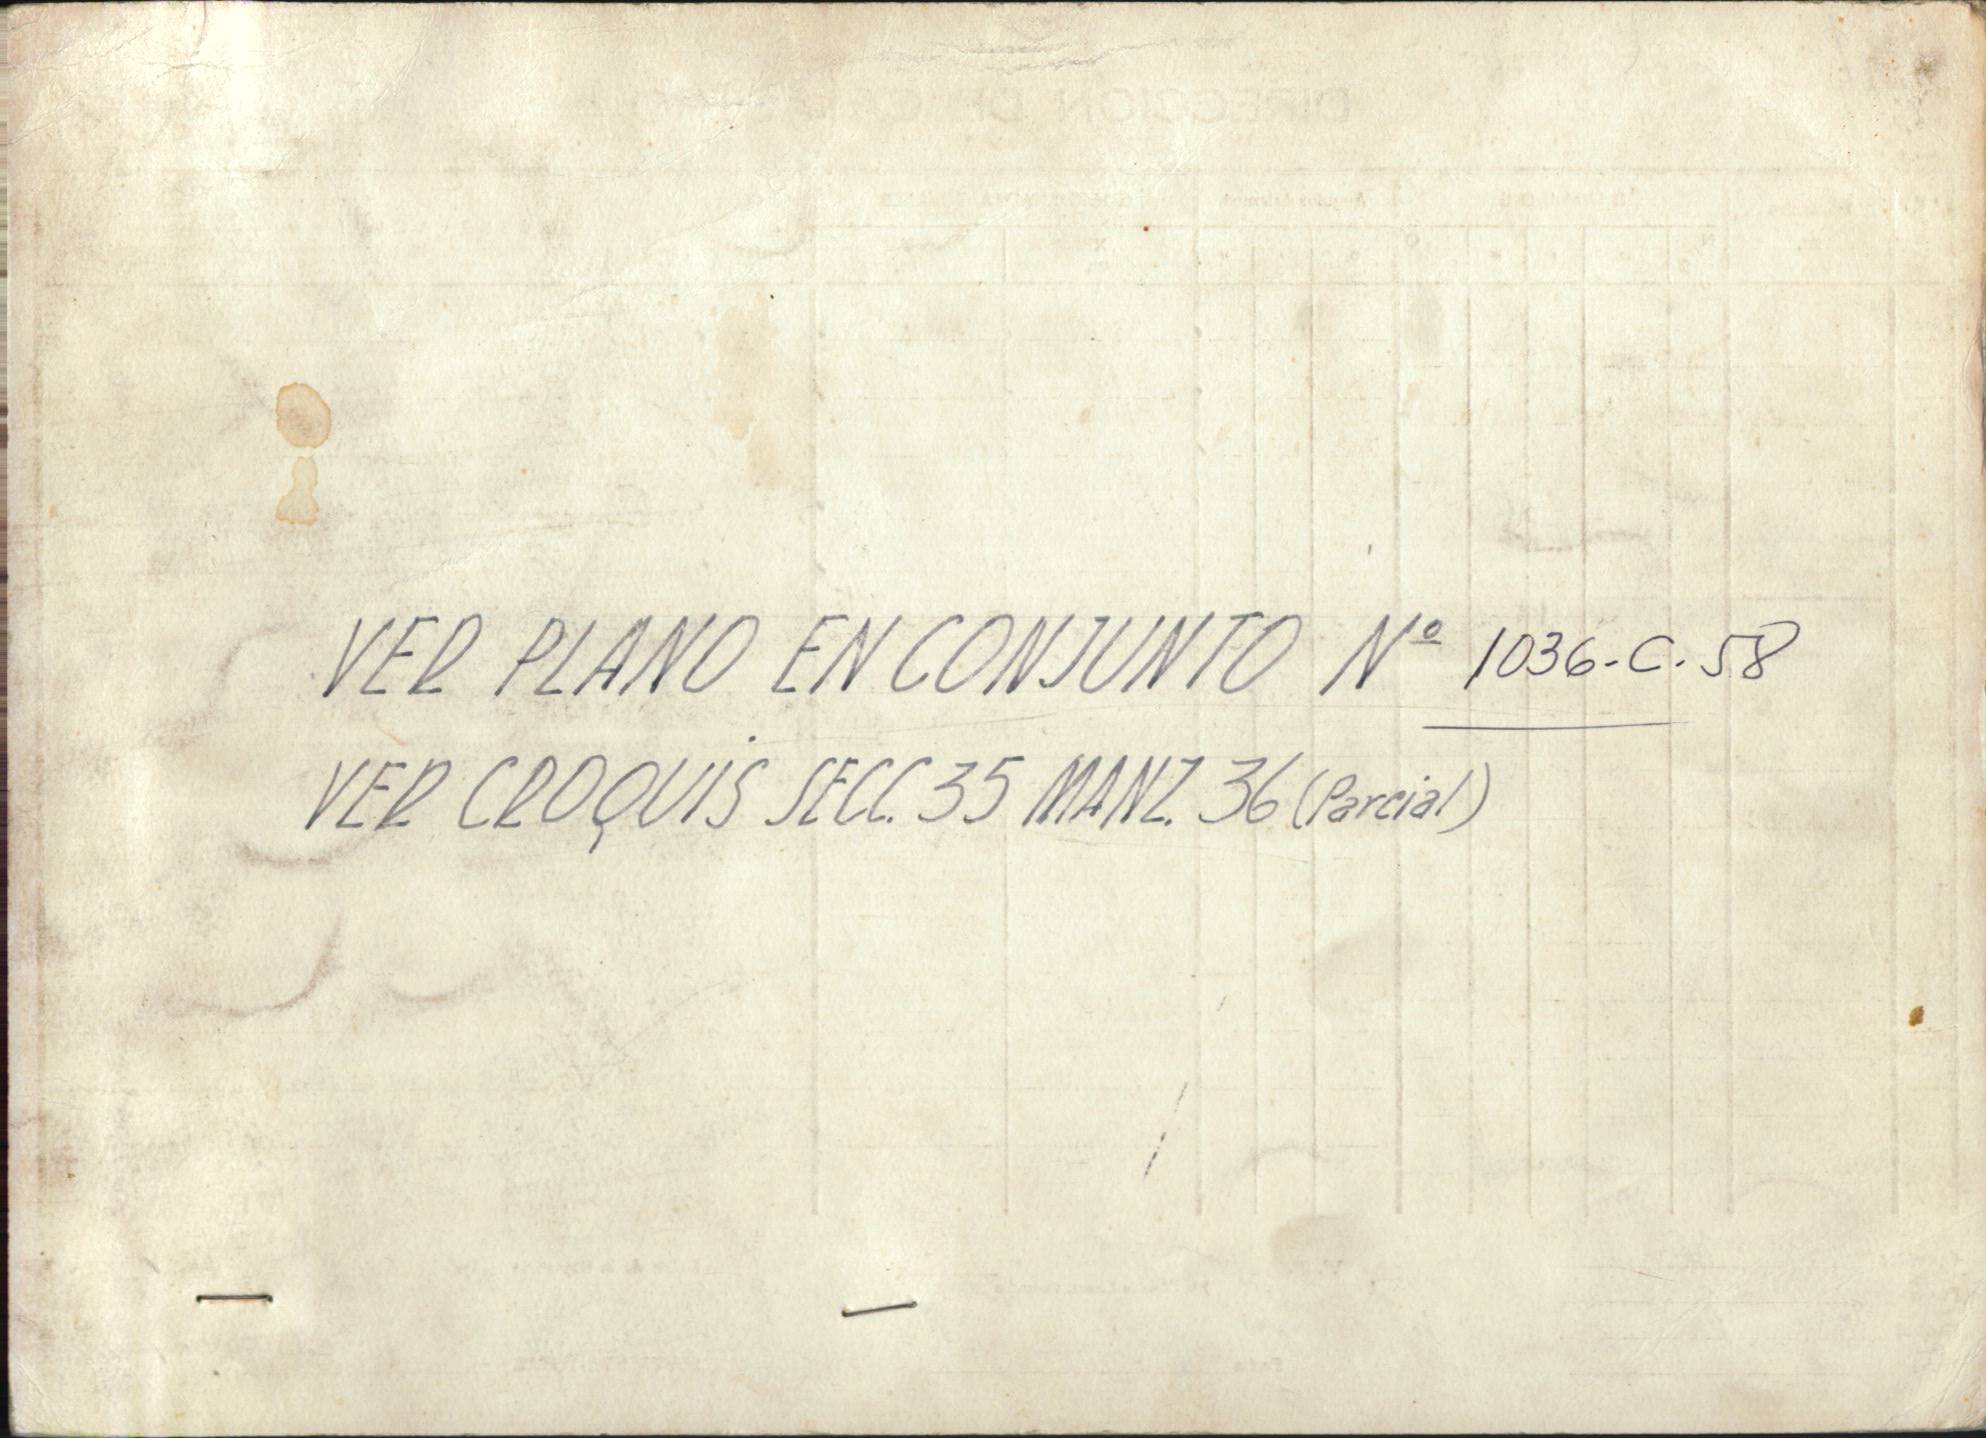 VER PLANO EN CONJUNTO Nº 1036-C-58
VER CROQUIS SECC. 35 MANZ. 36 (Parcial)